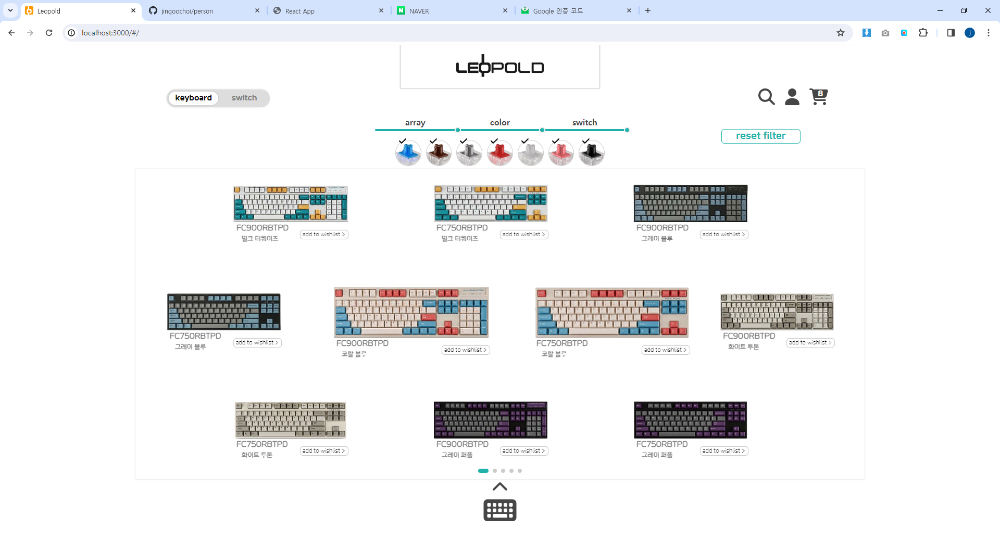 Leopold
jingoochoi/person
React App
NAVER
Google 인증 코드
localhost:3000/#/
j
LEOPOLD
keyboard
switch
8
array
color
switch
reset filter
FC900RBTPD
밀크 터쿼이즈
add to wishlist >
FC750RBTPD
밀크 터쿼이즈
add to wishlist >
FC900RBTPD
그레이 블루
add to wishlist >
FC750RBTPD
그레이 블루
add to wishlist >
FC900RBTPD
코랄 블루
add to wishlist >
FC750RBTPD
코랄 블루
add to wishlist >
FC900RBTPD
화이트 투톤
add to wishlist >
FC750RBTPD
화이트 투톤
add to wishlist >
FC900RBTPD
그레이 퍼플
add to wishlist >
FC750RBTPD
그레이 퍼플
add to wishlist >